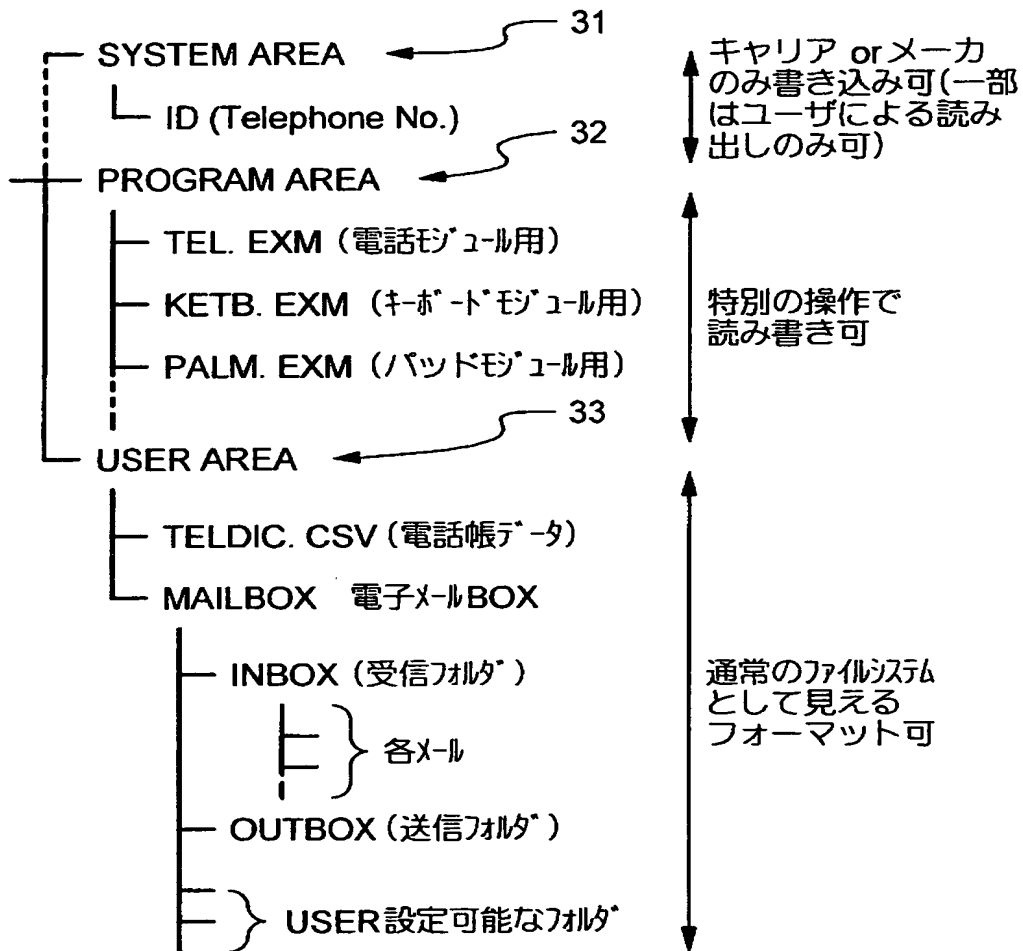 31
SYSTEM AREA
キャリア orメーカ
のみ書き込み可(一部
はユーザによる読み
出しのみ可)
ID (Telephone No.)
32
PROGRAM AREA
TEL. EXM (電話ﾓｼﾞｭｰﾙ用)
KETB. EXM (ｷｰﾎﾞｰﾄﾞﾓｼﾞｭｰﾙ用)
特別の操作で
読み書き可
PALM. EXM (パッドﾓｼﾞｭｰﾙ用)
33
USER AREA
TELDIC. CSV (電話帳ﾃﾞｰﾀ)
MAILBOX 電子ﾒｰﾙBOX
INBOX (受信ﾌｫﾙﾀﾞ)
通常のﾌｧｲﾙｼｽﾃﾑ
として見える
フォーマット可
各ﾒｰﾙ
OUTBOX (送信ﾌｫﾙﾀﾞ)
USER設定可能なﾌｫﾙﾀﾞ